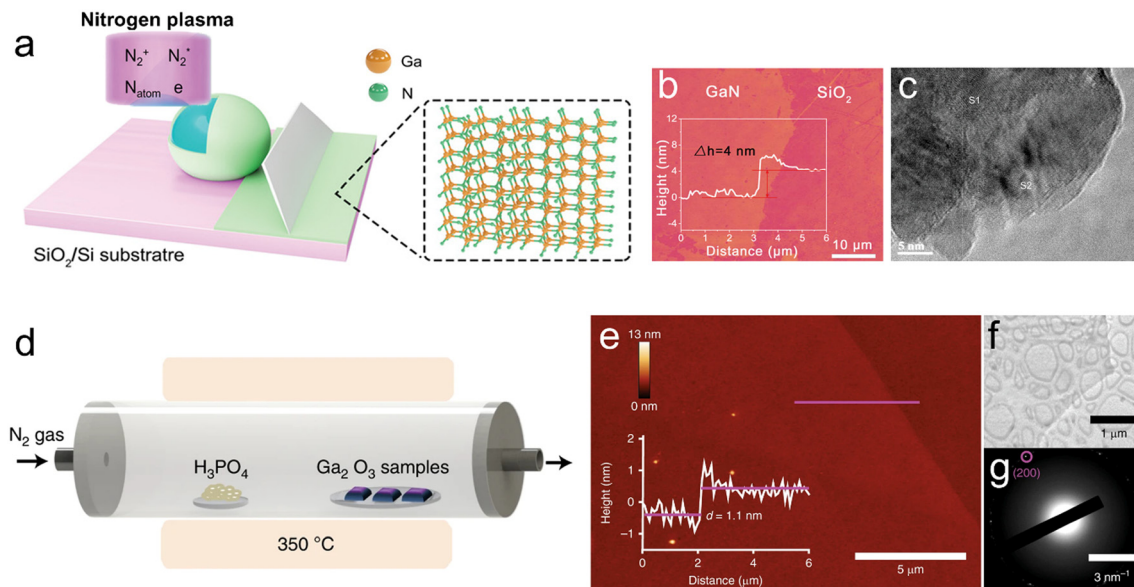 a
Nitrogen plasma
N₂⁺ N₂*
Nₐₜₒₘ e
SiO₂/Si substratre
Ga
N
b
GaN SiO₂
Δh=4 nm
12
8
4
0
-4
Height (nm)
0 1 2 3 4 5 6
Distance (μm)
10 μm
c
S1
S2
5 nm
d
N₂ gas
H₃PO₄
Ga₂ O₃ samples
350 °C
e
13 nm
0 nm
2
1
0
−1
Height (nm)
d = 1.1 nm
0 2 4 6
Distance (μm)
5 μm
f
1 μm
g
(200)
3 nm⁻¹